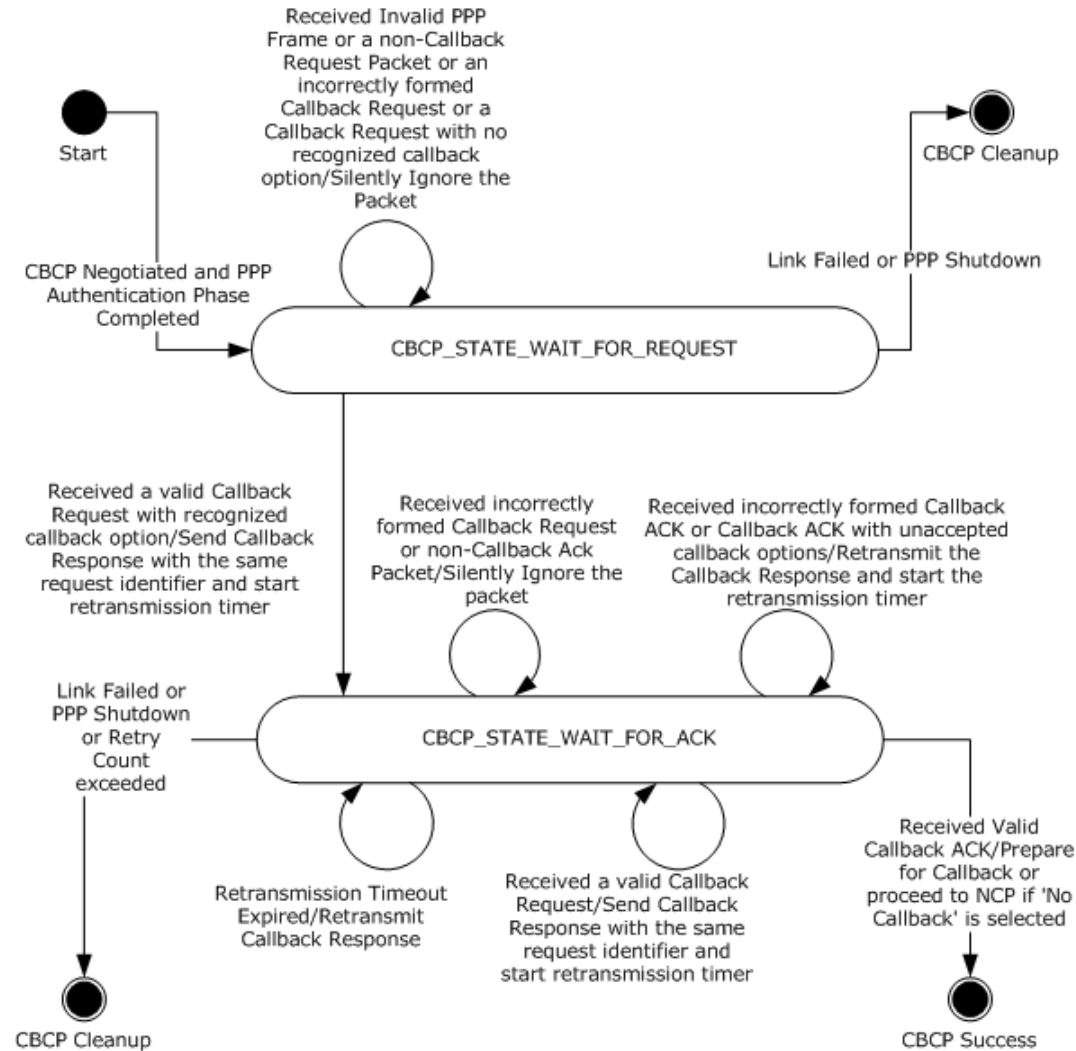 Received Invalid PPP
Frame or a non-Callback
Request Packet or an
incorrectly formed
Callback Request or a
Callback Request with no
recognized callback
option/Silently Ignore the
Packet
Start
CBCP Cleanup
CBCP Negotiated and PPP
Authentication Phase
Completed
Link Failed or PPP Shutdown
CBCP_STATE_WAIT_FOR_REQUEST
Received a valid Callback
Request with recognized
callback option/Send Callback
Response with the same
request identifier and start
retransmission timer
Received incorrectly
formed Callback Request
or non-Callback Ack
Packet/Silently Ignore the
packet
Received incorrectly formed Callback
ACK or Callback ACK with unaccepted
callback options/Retransmit the
Callback Response and start the
retransmission timer
Link Failed or
PPP Shutdown
or Retry
Count
exceeded
CBCP_STATE_WAIT_FOR_ACK
Retransmission Timeout
Expired/Retransmit
Callback Response
Received a valid Callback
Request/Send Callback
Response with the same
request identifier and
start retransmission timer
Received Valid
Callback ACK/Prepare
for Callback or
proceed to NCP if 'No
Callback' is selected
CBCP Cleanup
CBCP Success